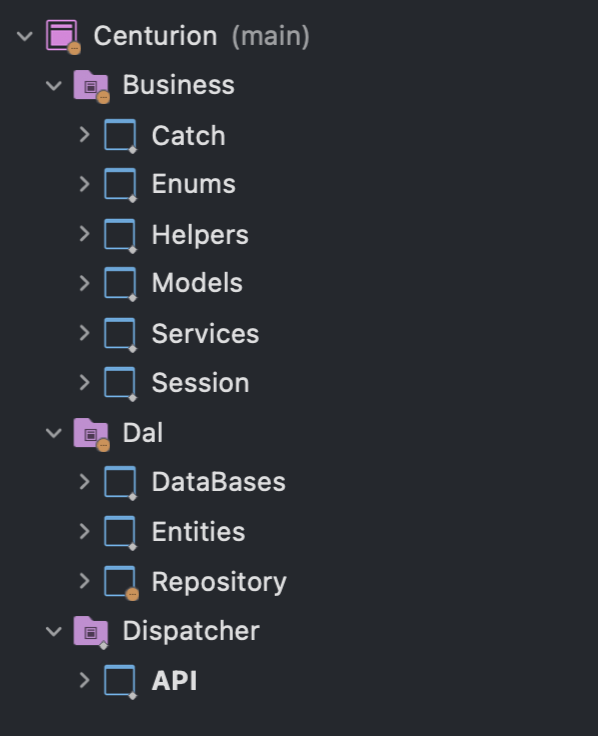 Centurion (main)
Business
Catch
Enums
Helpers
Models
Services
Session
Dal
DataBases
Entities
Repository
Dispatcher
API